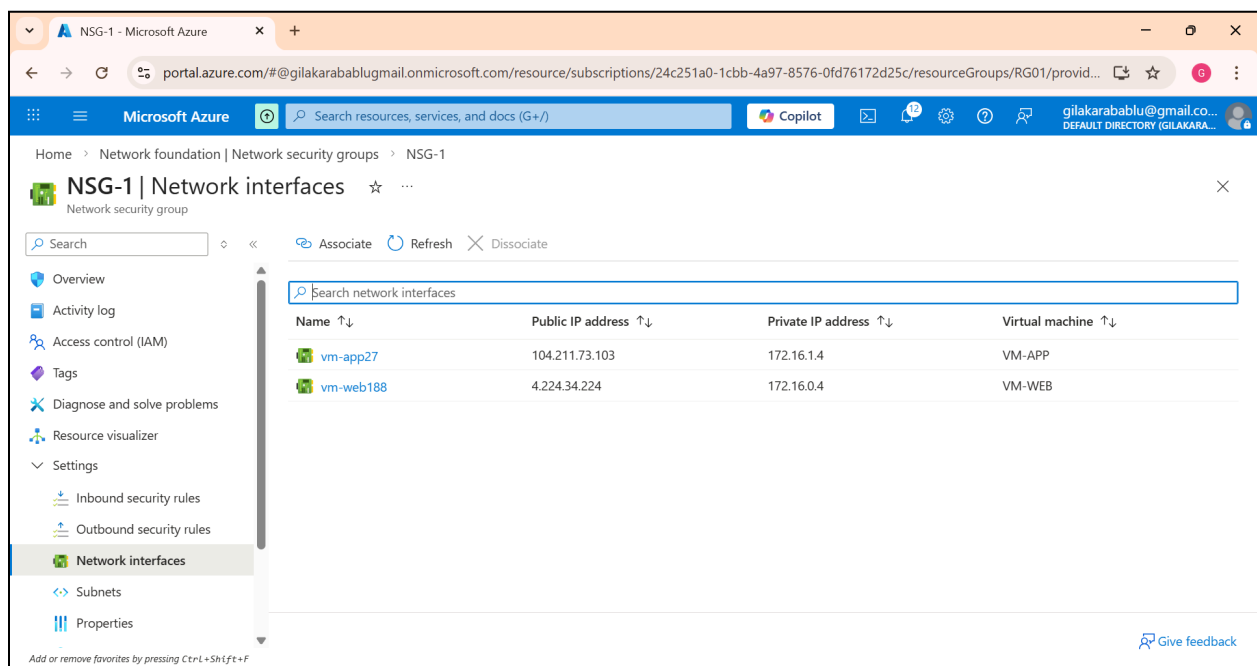 NSG-1 - Microsoft Azure
portal.azure.com/#@gilakarabablugmail.onmicrosoft.com/resource/subscriptions/24c251a0-1cbb-4a97-8576-0fd76172d25c/resourceGroups/RG01/provid...
G
Microsoft Azure
Search resources, services, and docs (G+/)
Copilot
12
gilakarabablu@gmail.co...
DEFAULT DIRECTORY (GILAKARA...
Home > Network foundation | Network security groups > NSG-1
NSG-1 | Network interfaces
Network security group
Search
Associate Refresh Dissociate
Overview
Activity log
Access control (IAM)
Tags
Diagnose and solve problems
Resource visualizer
Settings
Inbound security rules
Outbound security rules
Network interfaces
Subnets
Properties
Add or remove favorites by pressing Ctrl+Shift+F
Search network interfaces
Name ↑↓ Public IP address ↑↓ Private IP address ↑↓ Virtual machine ↑↓
vm-app27 104.211.73.103 172.16.1.4 VM-APP
vm-web188 4.224.34.224 172.16.0.4 VM-WEB
Give feedback